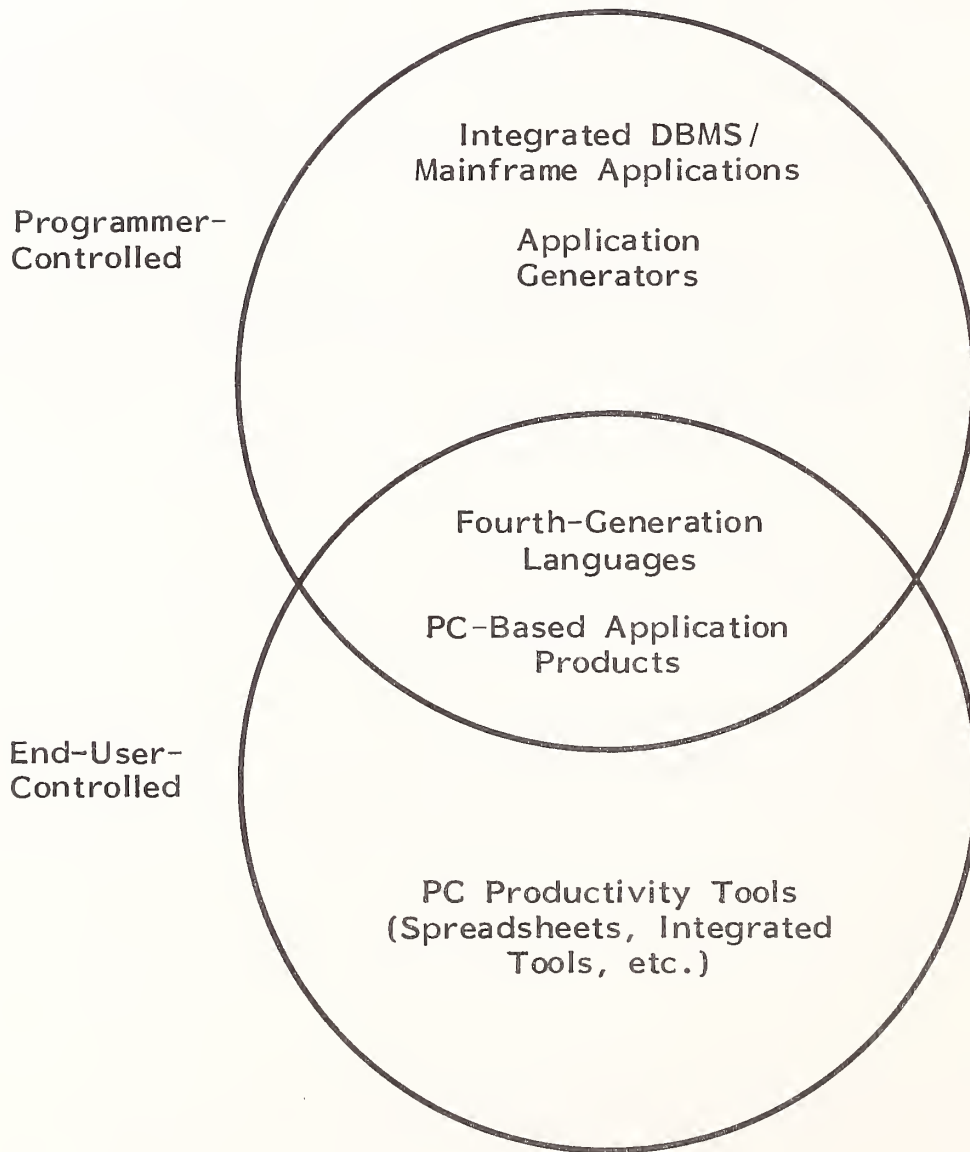 Integrated DBMS/
Mainframe Applications
Programmer-
Controlled
Application
Generators
Fourth-Generation
Languages
PC-Based Application
Products
End-User-
Controlled
PC Productivity Tools
(Spreadsheets, Integrated
Tools, etc.)